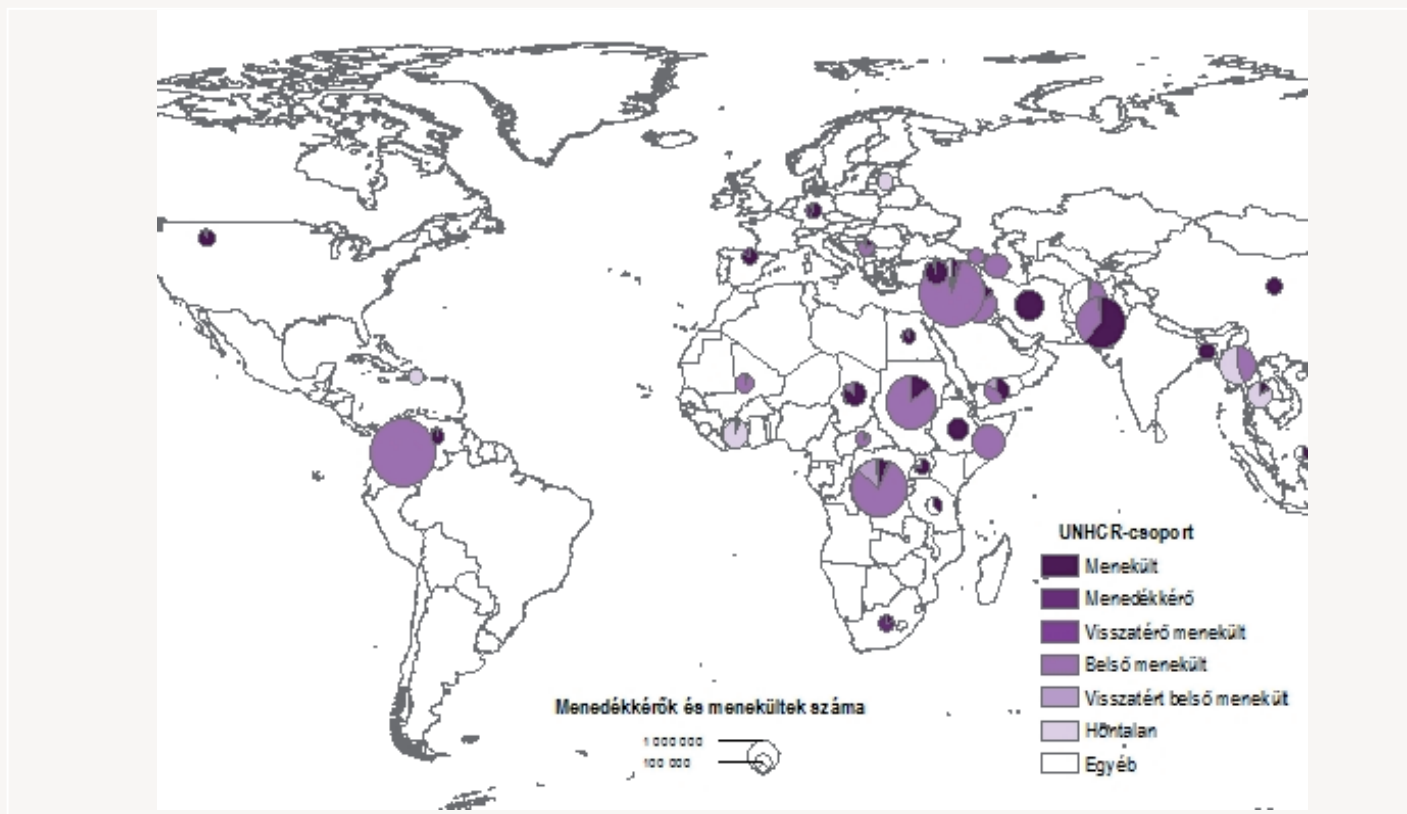 UNHCR-csoport
Menekült
Menedékkérő
Visszatérő menekült
Belső menekült
Visszatért belső menekült
Hontalan
Egyéb
Menedékkérők és menekültek száma
1 000 000
100 000